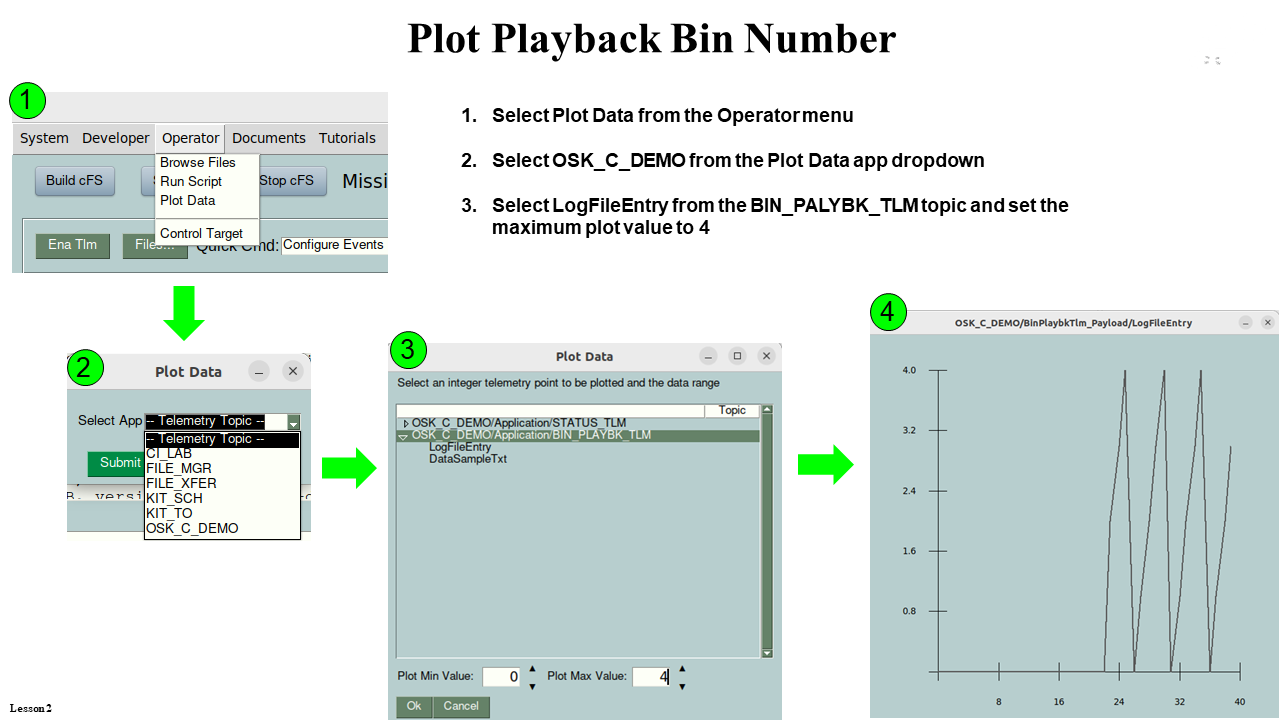 Plot Playback Bin Number
1. Select Plot Data from the Operator menu
2. Select OSK_C_DEMO from the Plot Data app dropdown
3. Select LogFileEntry from the BIN_PALYBK_TLM topic and set the
maximum plot value to 4
1
System Developer Operator Documents Tutorials
Browse Files
Run Script
Plot Data
Control Target
Build cFS Stop cFS Missi
Ena Tlm Files... Quick Cmd: Configure Events
2
Plot Data
Select App -- Telemetry Topic --
-- Telemetry Topic --
CI_LAB
FILE_MGR
FILE_XFER
KIT_SCH
KIT_TO
OSK_C_DEMO
Submit
B. versi
3
Plot Data
Select an integer telemetry point to be plotted and the data range
Topic
OSK_C_DEMO/Application/STATUS_TLM
OSK_C_DEMO/Application/BIN_PLAYBK_TLM
LogFileEntry
DataSampleTxt
Plot Min Value: 0 Plot Max Value: 4
Ok Cancel
4
OSK_C_DEMO/BinPlaybkTlm_Payload/LogFileEntry
4.0
3.2
2.4
1.6
0.8
8 16 24 32 40
Lesson 2